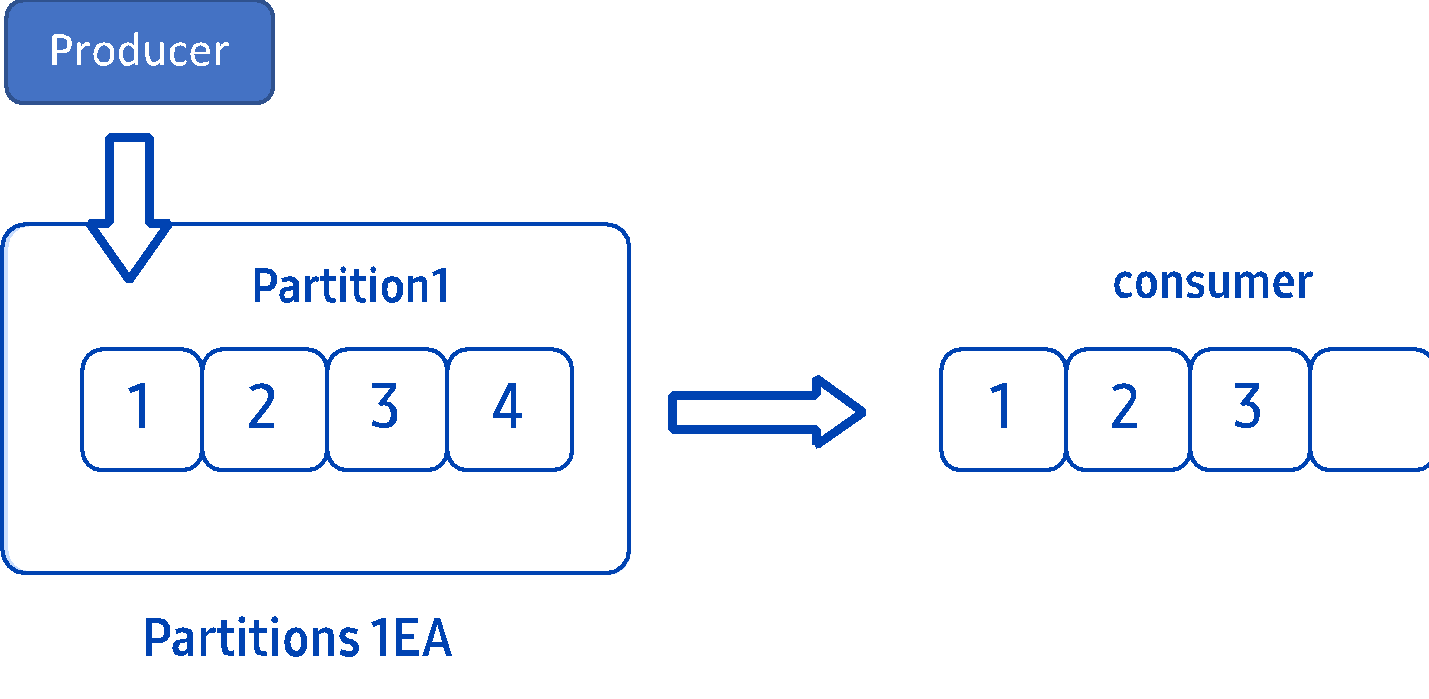 Producer
Partition1
consumer
1 2 3 4
1 2 3
Partitions 1EA